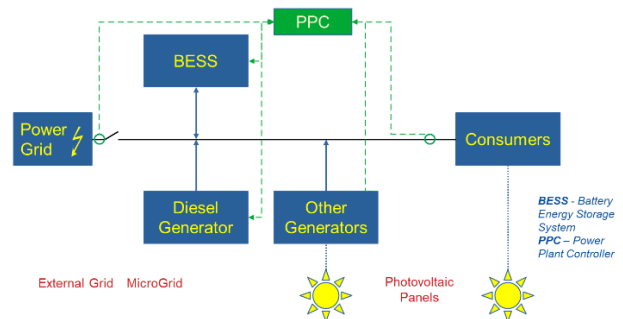 PPC
BESS
Power
Grid
Consumers
Diesel
Generator
Other
Generators
BESS - Battery
Energy Storage
System
PPC – Power
Plant Controller
External Grid MicroGrid
Photovoltaic
Panels